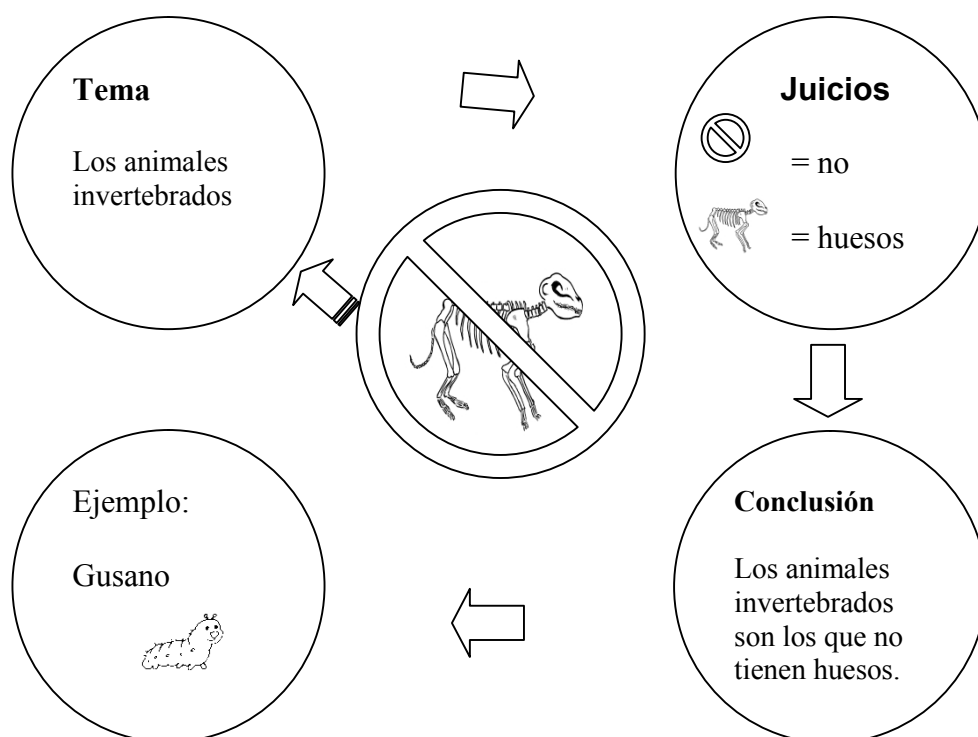 Tema
Los animales
invertebrados
Juicios
= no
= huesos
Conclusión
Los animales
invertebrados
son los que no
tienen huesos.
Ejemplo:
Gusano